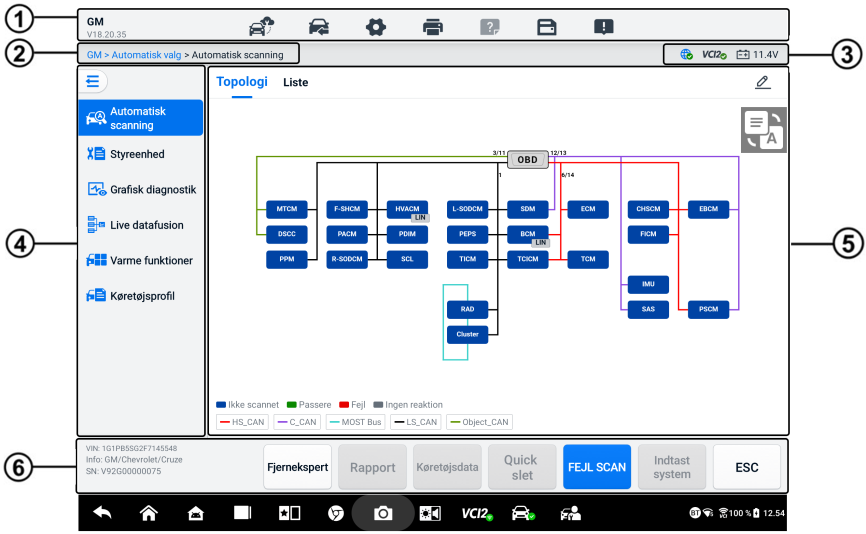 1
GM
V18.20.35
?
2
GM > Automatisk valg > Automatisk scanning
VCI2
11.4V
3
Automatisk
scanning
Styreenhed
Grafisk diagnostik
Live datafusion
Varme funktioner
Køretøjsprofil
4
Topologi Liste
A
5
3/11 OBD 12/13
1 6/14
MTCM F-SHCM HVACM L-SODCM SDM ECM CHSCM EBCM
LIN
DSCC PACM PDIM PEPS BCM FICM
LIN
PPM R-SODCM SCL TICM TCICM TCM
IMU
RAD SAS PSCM
Cluster
Ikke scannet Passere Fejl Ingen reaktion
HS_CAN C_CAN MOST Bus LS_CAN Object_CAN
6
VIN: 1G1PB5SG2F7145548
Info: GM/Chevrolet/Cruze
SN: V92G00000075
Fjernekspert
Rapport
Køretøjsdata
Quick
slet
FEJL SCAN
Indtast
system
ESC
VCI2
BT VCI 100 % 12.54